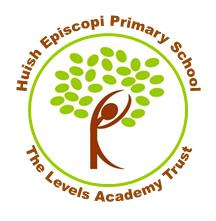 Huish Episcopi Primary School
The Levels Academy Trust